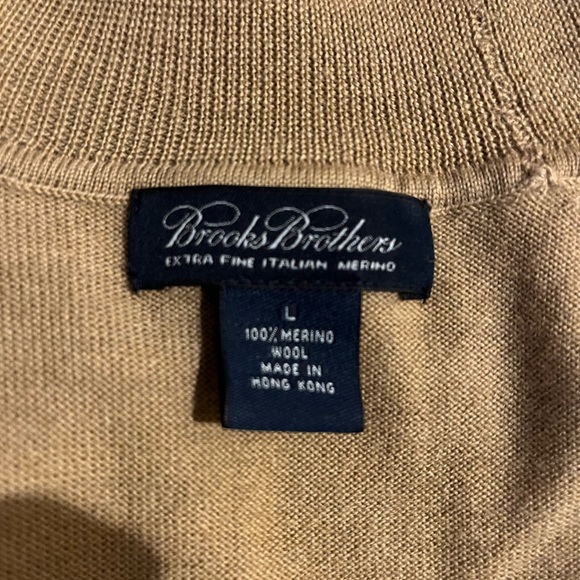 Brooks Brothers
EXTRA FINE ITALIAN MERINO
L
100% MERINO
WOOL
MADE IN
HONG KONG